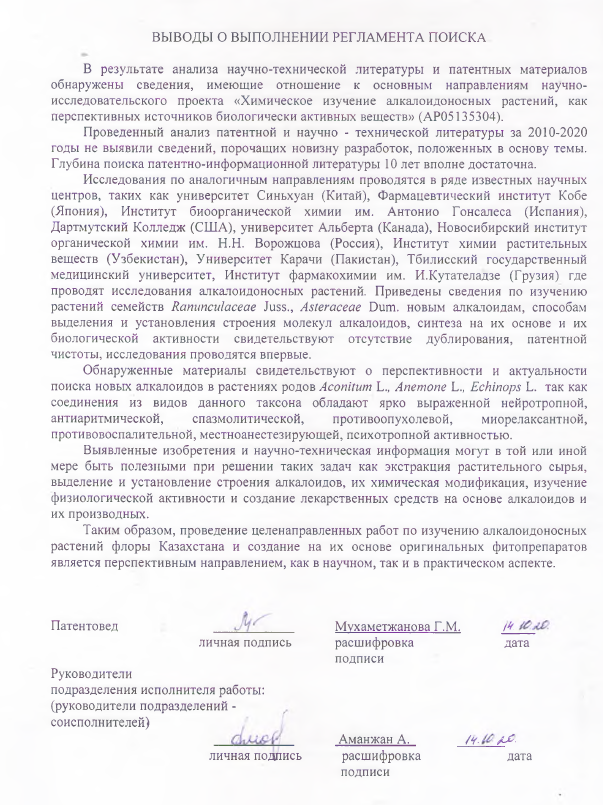 ВЫВОДЫ О ВЫПОЛНЕНИИ РЕГЛАМЕНТА ПОИСКА
В результате анализа научно-технической литературы и патентных материалов
обнаружены сведения, имеющие отношение к основным направлениям научно-
исследовательского проекта «Химическое изучение алкалоидоносных растений, как
перспективных источников биологически активных веществ» (AP05135304).
Проведенный анализ патентной и научно - технической литературы за 2010-2020
годы не выявили сведений, порочащих новизну разработок, положенных в основу темы.
Глубина поиска патентно-информационной литературы 10 лет вполне достаточна.
Исследования по аналогичным направлениям проводятся в ряде известных научных
центров, таких как университет Синьхуан (Китай), Фармацевтический институт Кобе
(Япония), Институт биоорганической химии им. Антонио Гонсалеса (Испания),
Дартмутский Колледж (США), университет Альберта (Канада), Новосибирский институт
органической химии им. Н.Н. Ворожцова (Россия), Институт химии растительных
веществ (Узбекистан), Университет Карачи (Пакистан), Тбилисский государственный
медицинский университет, Институт фармакохимии им. И.Кутателадзе (Грузия) где
проводят исследования алкалоидоносных растений. Приведены сведения по изучению
растений семейств Ranunculaceae Juss., Asteraceae Dum. новым алкалоидам, способам
выделения и установления строения молекул алкалоидов, синтеза на их основе и их
биологической активности свидетельствуют отсутствие дублирования, патентной
чистоты, исследования проводятся впервые.
Обнаруженные материалы свидетельствуют о перспективности и актуальности
поиска новых алкалоидов в растениях родов Aconitum L., Anemone L., Echinops L. так как
соединения из видов данного таксона обладают ярко выраженной нейротропной,
антиаритмической, спазмолитической, противоопухолевой, миорелаксантной,
противовоспалительной, местноанестезирующей, психотропной активностью.
Выявленные изобретения и научно-техническая информация могут в той или иной
мере быть полезными при решении таких задач как экстракция растительного сырья,
выделение и установление строения алкалоидов, их химическая модификация, изучение
физиологической активности и создание лекарственных средств на основе алкалоидов и
их производных.
Таким образом, проведение целенаправленных работ по изучению алкалоидоносных
растений флоры Казахстана и создание на их основе оригинальных фитопрепаратов
является перспективным направлением, как в научном, так и в практическом аспекте.
Патентовед Мухаметжанова Г.М. 14.10.20
личная подпись расшифровка дата
подписи
Руководители
подразделения исполнителя работы:
(руководители подразделений -
соисполнителей)
Аманжан А. 14.10.20
личная подпись расшифровка дата
подписи